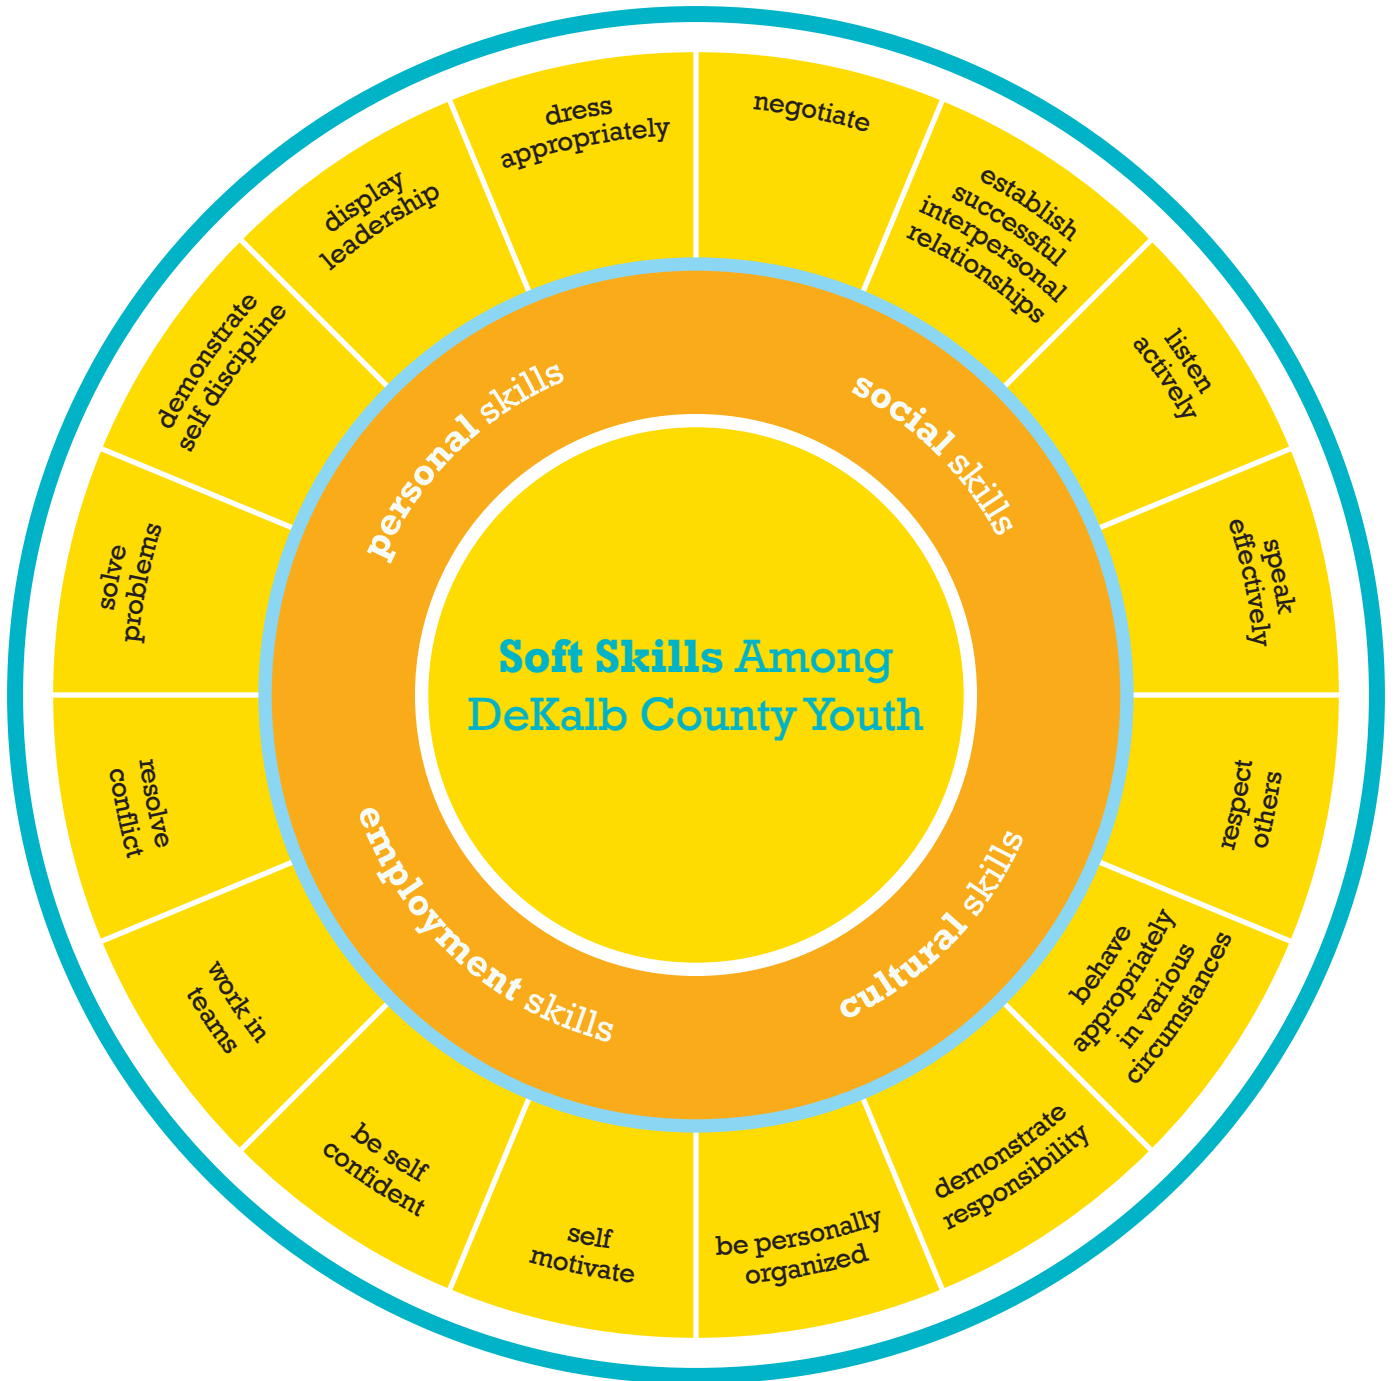 Soft Skills Among
DeKalb County Youth
personal skills
social skills
cultural skills
employment skills
negotiate
establish
successful
interpersonal
relationships
listen
actively
speak
effectively
respect
others
behave
appropriately
in various
circumstances
demonstrate
responsibility
be personally
organized
self
motivate
be self
confident
work in
teams
resolve
conflict
solve
problems
demonstrate
self discipline
display
leadership
dress
appropriately